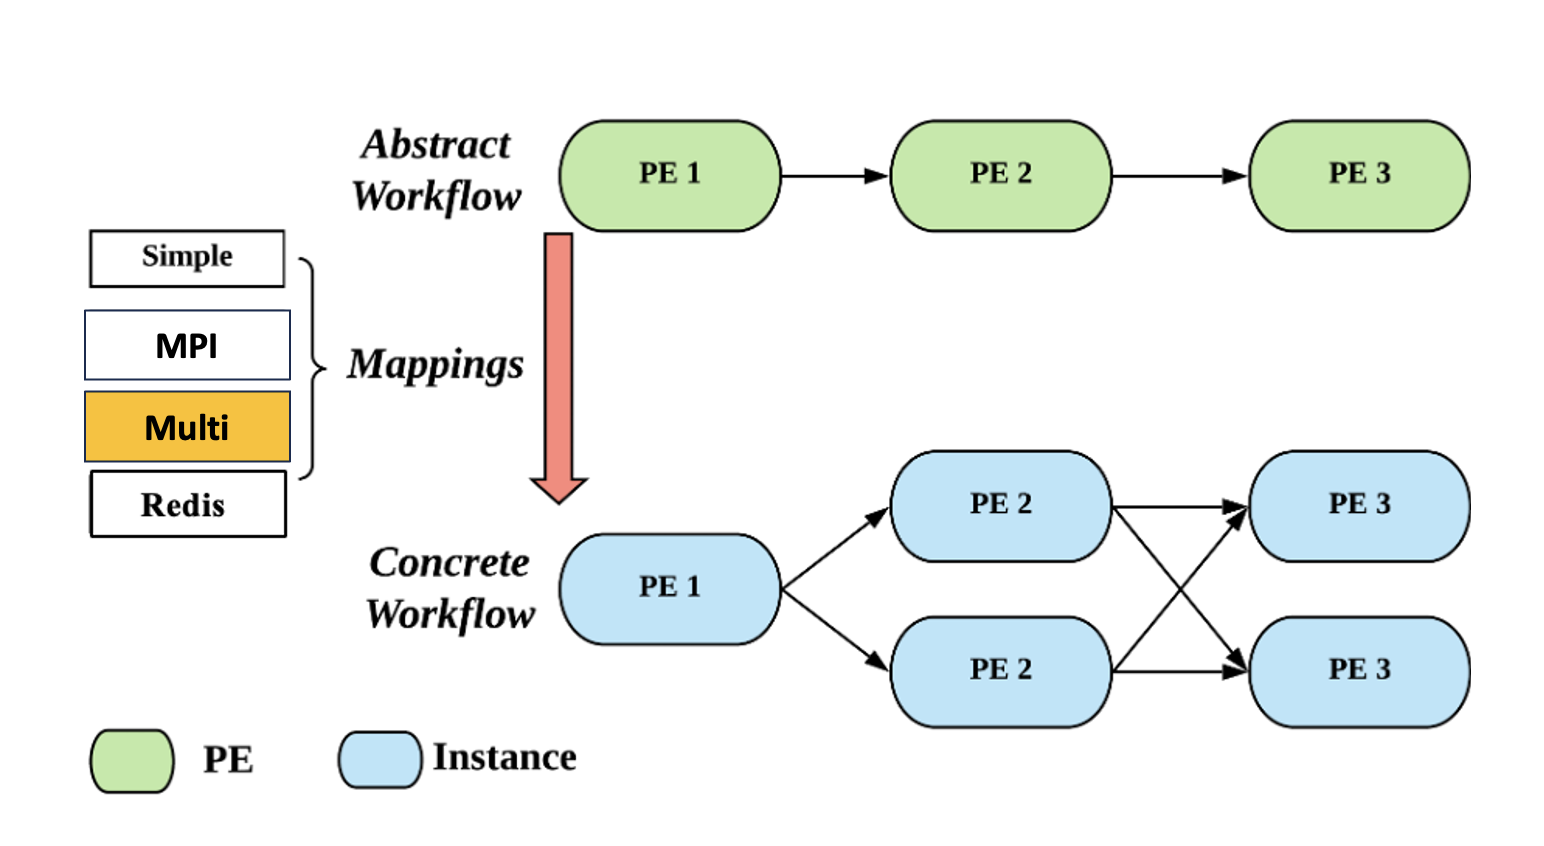 Abstract
Workflow
PE 1
PE 2
PE 3
Simple
MPI
Multi
Redis
Mappings
Concrete
Workflow
PE 1
PE 2
PE 3
PE 2
PE 3
PE
Instance